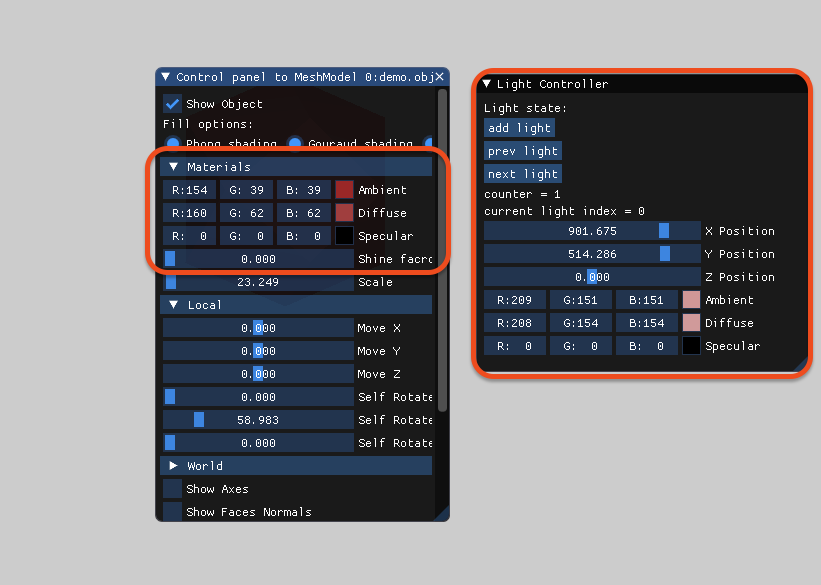 Control panel to MeshModel 0:demo.obj
Show Object
Fill options:
Phong shading Gouraud shading
Materials
R:154 G: 39 B: 39 Ambient
R:160 G: 62 B: 62 Diffuse
R: 0 G: 0 B: 0 Specular
0.000 Shine facro
23.249 Scale
Local
0.000 Move X
0.000 Move Y
0.000 Move Z
0.000 Self Rotate
58.983 Self Rotate
0.000 Self Rotate
World
Show Axes
Show Faces Normals
Light Controller
Light state:
add light
prev light
next light
counter = 1
current light index = 0
901.675 X Position
514.286 Y Position
0.000 Z Position
R:209 G:151 B:151 Ambient
R:208 G:154 B:154 Diffuse
R: 0 G: 0 B: 0 Specular